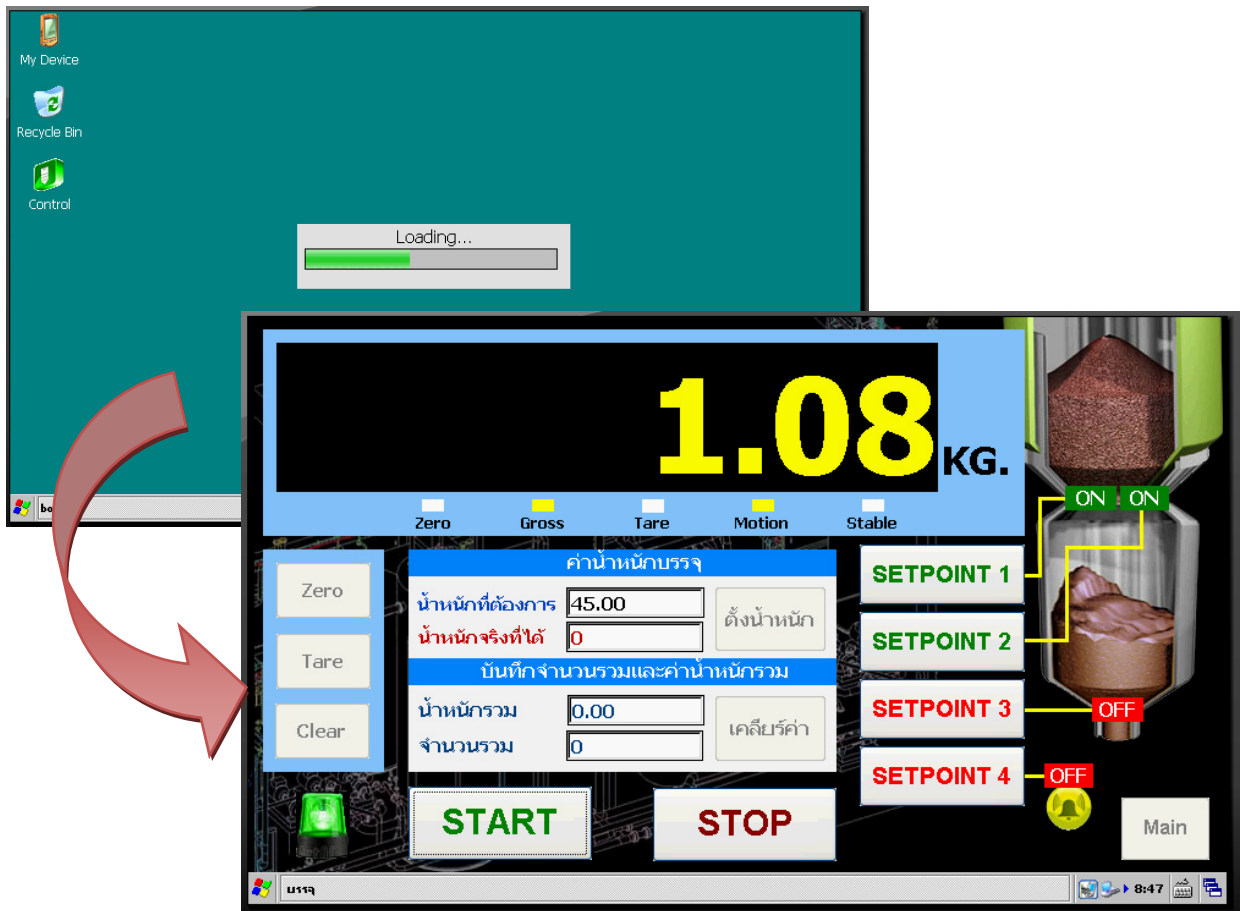 My Device
Recycle Bin
Control
Loading...
1.08 KG.
Zero Gross Tare Motion Stable
ON ON
Zero
Tare
Clear
ค่าน้ำหนักบรรจุ
น้ำหนักที่ต้องการ 45.00
น้ำหนักจริงที่ได้ 0
ตั้งน้ำหนัก
บันทึกจำนวนรวมและค่าน้ำหนักรวม
น้ำหนักรวม 0.00
จำนวนรวม 0
เคลียร์ค่า
SETPOINT 1
SETPOINT 2
SETPOINT 3 OFF
SETPOINT 4 OFF
START STOP
Main
บรรจุ 8:47